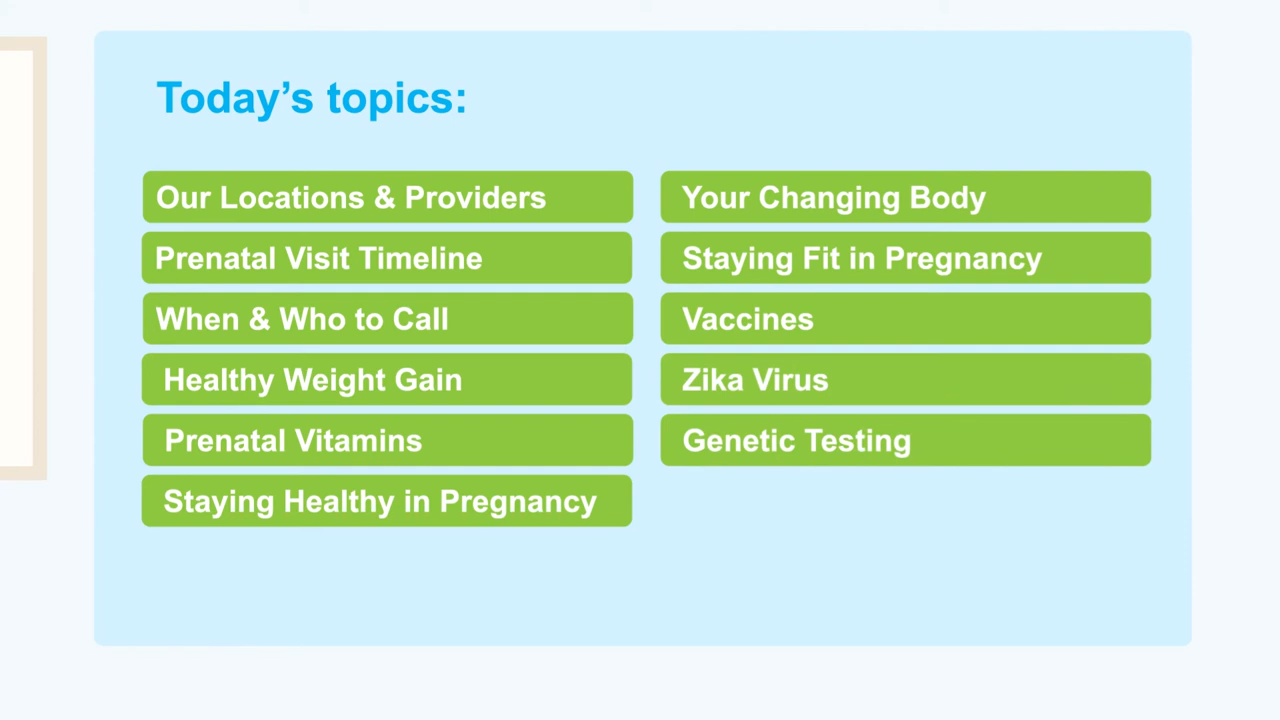 Today’s topics:
Our Locations & Providers
Prenatal Visit Timeline
When & Who to Call
Healthy Weight Gain
Prenatal Vitamins
Staying Healthy in Pregnancy
Your Changing Body
Staying Fit in Pregnancy
Vaccines
Zika Virus
Genetic Testing